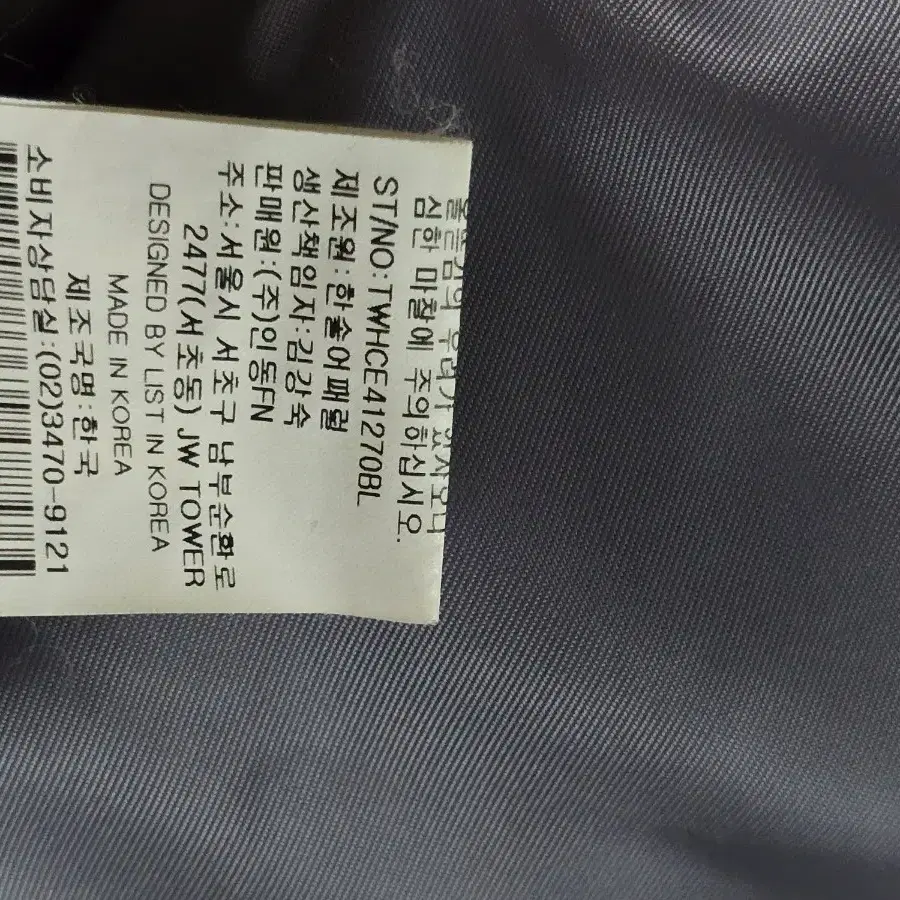 심한 마찰에 주의하십시오.
ST/NO:TWHCE41270BL
제조원:한솔어패럴
생산책임자:김강숙
판매원:(주)인동FN
주소:서울시 서초구 남부순환로
2477(서초동) JW TOWER
DESIGNED BY LIST IN KOREA
MADE IN KOREA
제조국명:한국
소비자상담실:(02)3470-9121